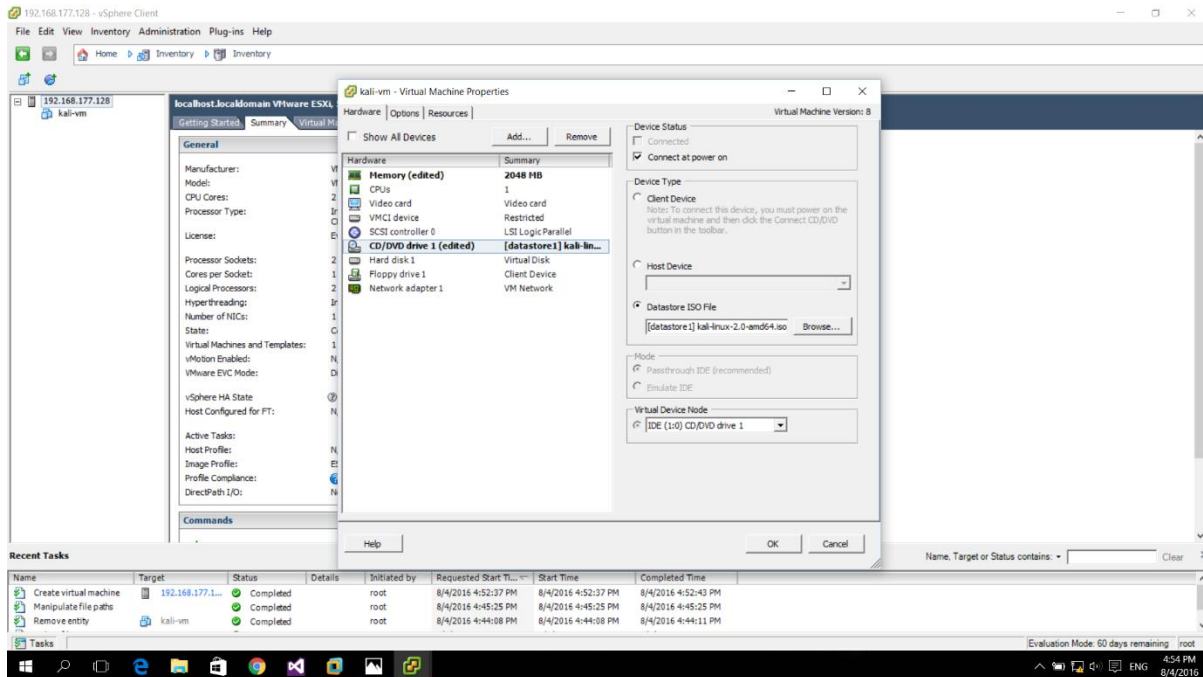 192.168.177.128 - vSphere Client
File Edit View Inventory Administration Plug-ins Help
Home Inventory Inventory
192.168.177.128
kali-vm
localhost.localdomain VMware ESXi,
Getting Started Summary Virtual
General
Manufacturer:
Model:
CPU Cores: 2
Processor Type:
License:
Processor Sockets: 2
Cores per Socket: 1
Logical Processors: 2
Hyperthreading:
Number of NICs: 1
State:
Virtual Machines and Templates: 1
vMotion Enabled:
VMware EVC Mode:
vSphere HA State
Host Configured for FT:
Active Tasks:
Host Profile:
Image Profile:
Profile Compliance:
DirectPath I/O:
Commands
kali-vm - Virtual Machine Properties
Hardware Options Resources
Virtual Machine Version: 8
Show All Devices Add... Remove
Hardware Summary
Memory (edited) 2048 MB
CPUs 1
Video card Video card
VMCI device Restricted
SCSI controller 0 LSI Logic Parallel
CD/DVD drive 1 (edited) [datastore1] kali-lin...
Hard disk 1 Virtual Disk
Floppy drive 1 Client Device
Network adapter 1 VM Network
Device Status
Connected
Connect at power on
Device Type
Client Device
Note: To connect this device, you must power on the
virtual machine and then click the Connect CD/DVD
button in the toolbar.
Host Device
Datastore ISO File
[datastore1] kali-linux-2.0-amd64.iso Browse...
Mode
Passthrough IDE (recommended)
Emulate IDE
Virtual Device Node
IDE (1:0) CD/DVD drive 1
Help OK Cancel
Recent Tasks
Name, Target or Status contains: Clear
Name Target Status Details Initiated by Requested Start Ti... Start Time Completed Time
Create virtual machine 192.168.177.1... Completed root 8/4/2016 4:52:37 PM 8/4/2016 4:52:37 PM 8/4/2016 4:52:43 PM
Manipulate file paths Completed root 8/4/2016 4:45:25 PM 8/4/2016 4:45:25 PM 8/4/2016 4:45:25 PM
Remove entity kali-vm Completed root 8/4/2016 4:44:08 PM 8/4/2016 4:44:08 PM 8/4/2016 4:44:11 PM
Tasks
Evaluation Mode: 60 days remaining root
ENG
4:54 PM
8/4/2016